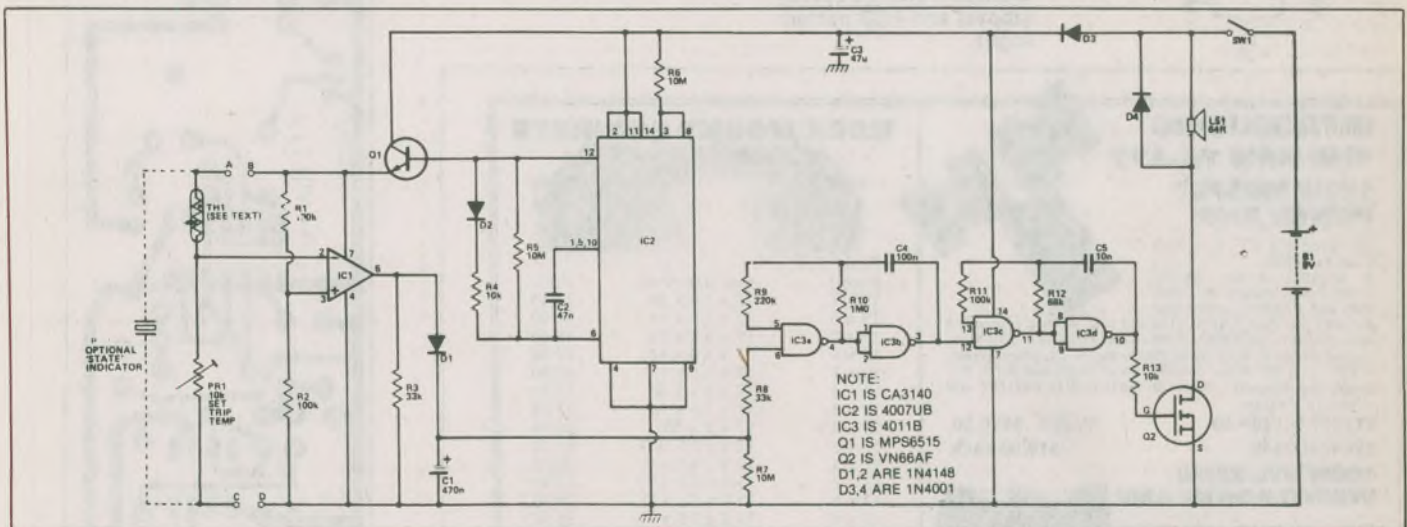 A
B
TH1
(SEE TEXT)
R1
OPTIONAL
'STATE'
INDICATOR
PR1
10k
SET
TRIP
TEMP
R2
100k
C
D
2
3
7
4
6
IC1
Q1
R3
33k
D1
C1
470n
D2
R4
10k
R5
10M
C2
47n
12
1,5,10
6
IC2
2
11
14
3
8
4
7
9
R6
10M
C3
47u
D3
SW1
D4
LS1
64R
B1
9V
R9
220k
R10
1M0
C4
100n
5
6
IC3a
4
1
2
IC3b
3
R8
33k
R7
10M
R11
100k
R12
68k
C5
10n
13
12
IC3c
14
7
11
8
9
IC3d
10
R13
10k
G
D
S
Q2
NOTE:
IC1 IS CA3140
IC2 IS 4007UB
IC3 IS 4011B
Q1 IS MPS6515
Q2 IS VN66AF
D1,2 ARE 1N4148
D3,4 ARE 1N4001